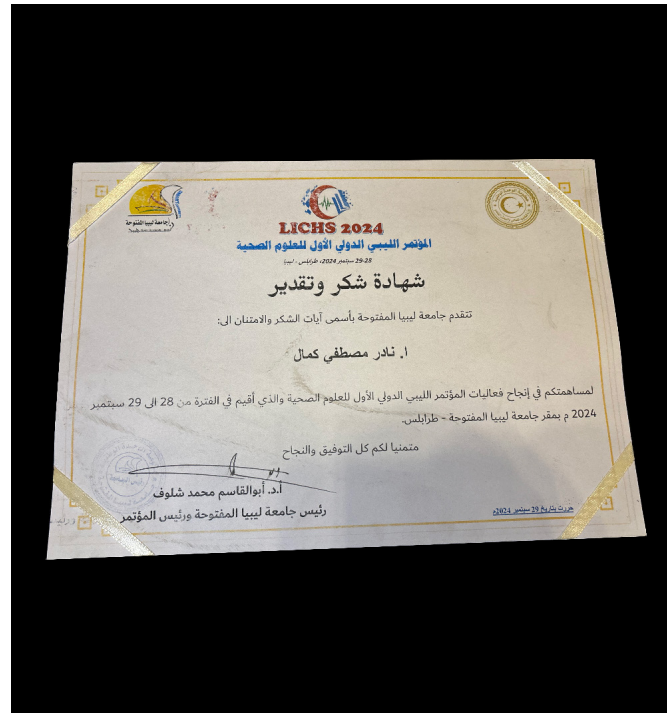 جامعة ليبيا المفتوحة
LICHS 2024
المؤتمر الليبي الدولي الأول للعلوم الصحية
28-29 سبتمبر 2024، طرابلس - ليبيا
شهادة شكر وتقدير
تتقدم جامعة ليبيا المفتوحة بأسمى آيات الشكر والامتنان الى:
ا. نادر مصطفي كمال
لمساهمتكم في إنجاح فعاليات المؤتمر الليبي الدولي الأول للعلوم الصحية والذي أقيم في الفترة من 28 الى 29 سبتمبر
2024 م بمقر جامعة ليبيا المفتوحة - طرابلس.
متمنيا لكم كل التوفيق والنجاح
أ.د. أبوالقاسم محمد شلوف
رئيس جامعة ليبيا المفتوحة ورئيس المؤتمر
حررت بتاريخ 29 سبتمبر 2024م